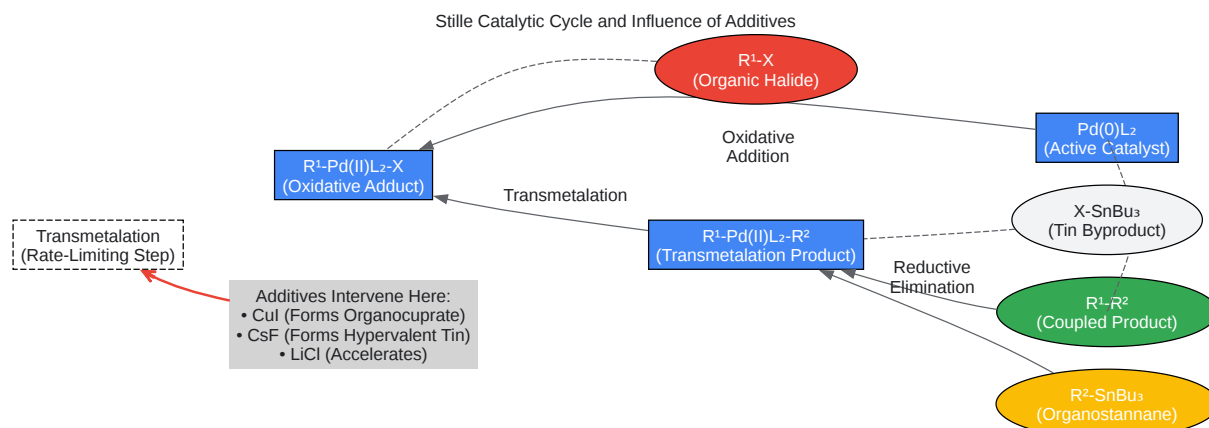 Stille Catalytic Cycle and Influence of Additives
R¹-X
(Organic Halide)
Oxidative
Addition
Pd(0)L₂
(Active Catalyst)
R¹-Pd(II)L₂-X
(Oxidative Adduct)
Transmetalation
X-SnBu₃
(Tin Byproduct)
Transmetalation
(Rate-Limiting Step)
R¹-Pd(II)L₂-R²
(Transmetalation Product)
Reductive
Elimination
Additives Intervene Here:
• CuI (Forms Organocuprate)
• CsF (Forms Hypervalent Tin)
• LiCl (Accelerates)
R¹-R²
(Coupled Product)
R²-SnBu₃
(Organostannane)